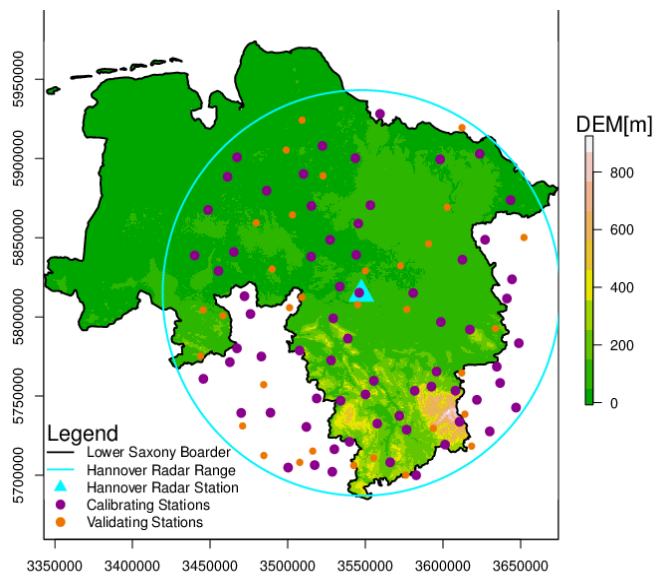 5950000
5900000
5850000
5800000
5750000
5700000
DEM[m]
800
600
400
200
0
Legend
Lower Saxony Boarder
Hannover Radar Range
Hannover Radar Station
Calibrating Stations
Validating Stations
3350000 3400000 3450000 3500000 3550000 3600000 3650000